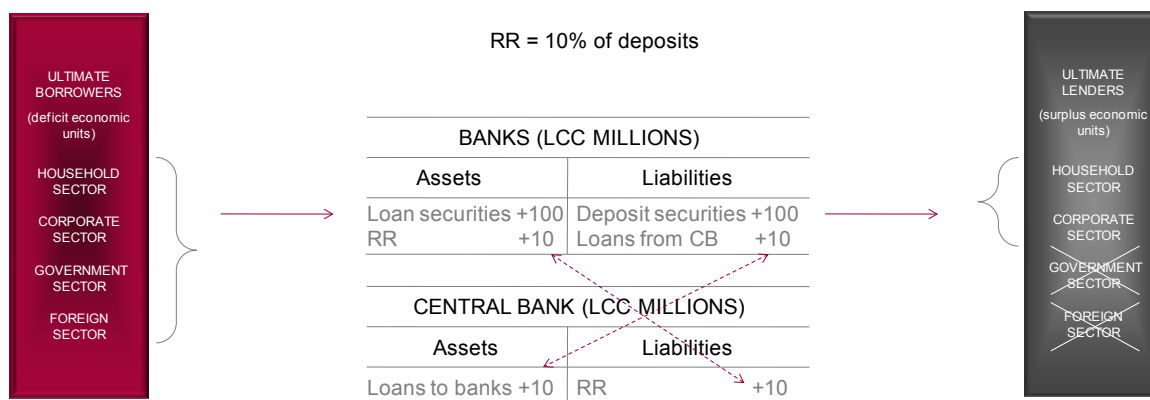 RR = 10% of deposits
ULTIMATE
BORROWERS
(deficit economic
units)
HOUSEHOLD
SECTOR
CORPORATE
SECTOR
GOVERNMENT
SECTOR
FOREIGN
SECTOR
BANKS (LCC MILLIONS)
Assets Liabilities
Loan securities +100 Deposit securities +100
RR +10 Loans from CB +10
CENTRAL BANK (LCC MILLIONS)
Assets Liabilities
Loans to banks +10 RR +10
ULTIMATE
LENDERS
(surplus economic
units)
HOUSEHOLD
SECTOR
CORPORATE
SECTOR
GOVERNMENT
SECTOR
FOREIGN
SECTOR